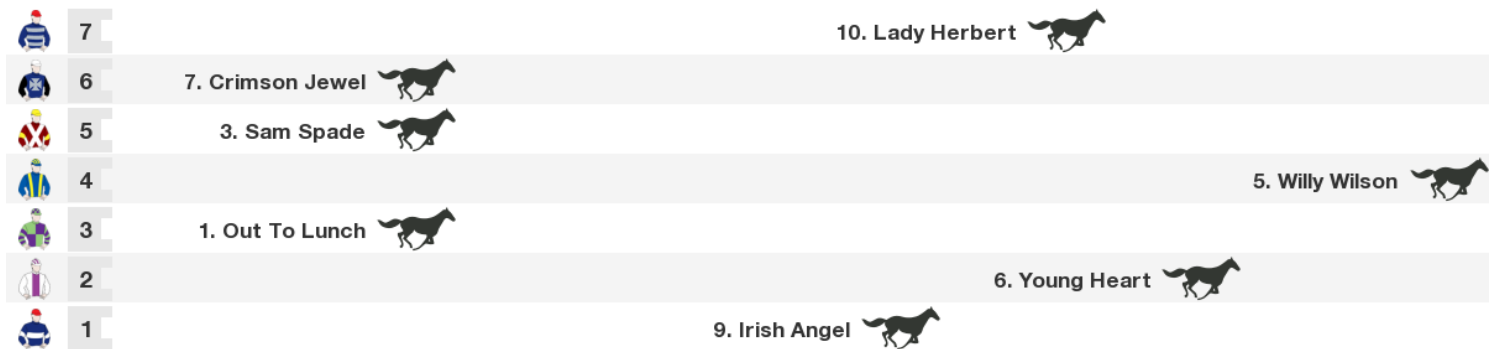 7 10. Lady Herbert
6 7. Crimson Jewel
5 3. Sam Spade
4 5. Willy Wilson
3 1. Out To Lunch
2 6. Young Heart
1 9. Irish Angel